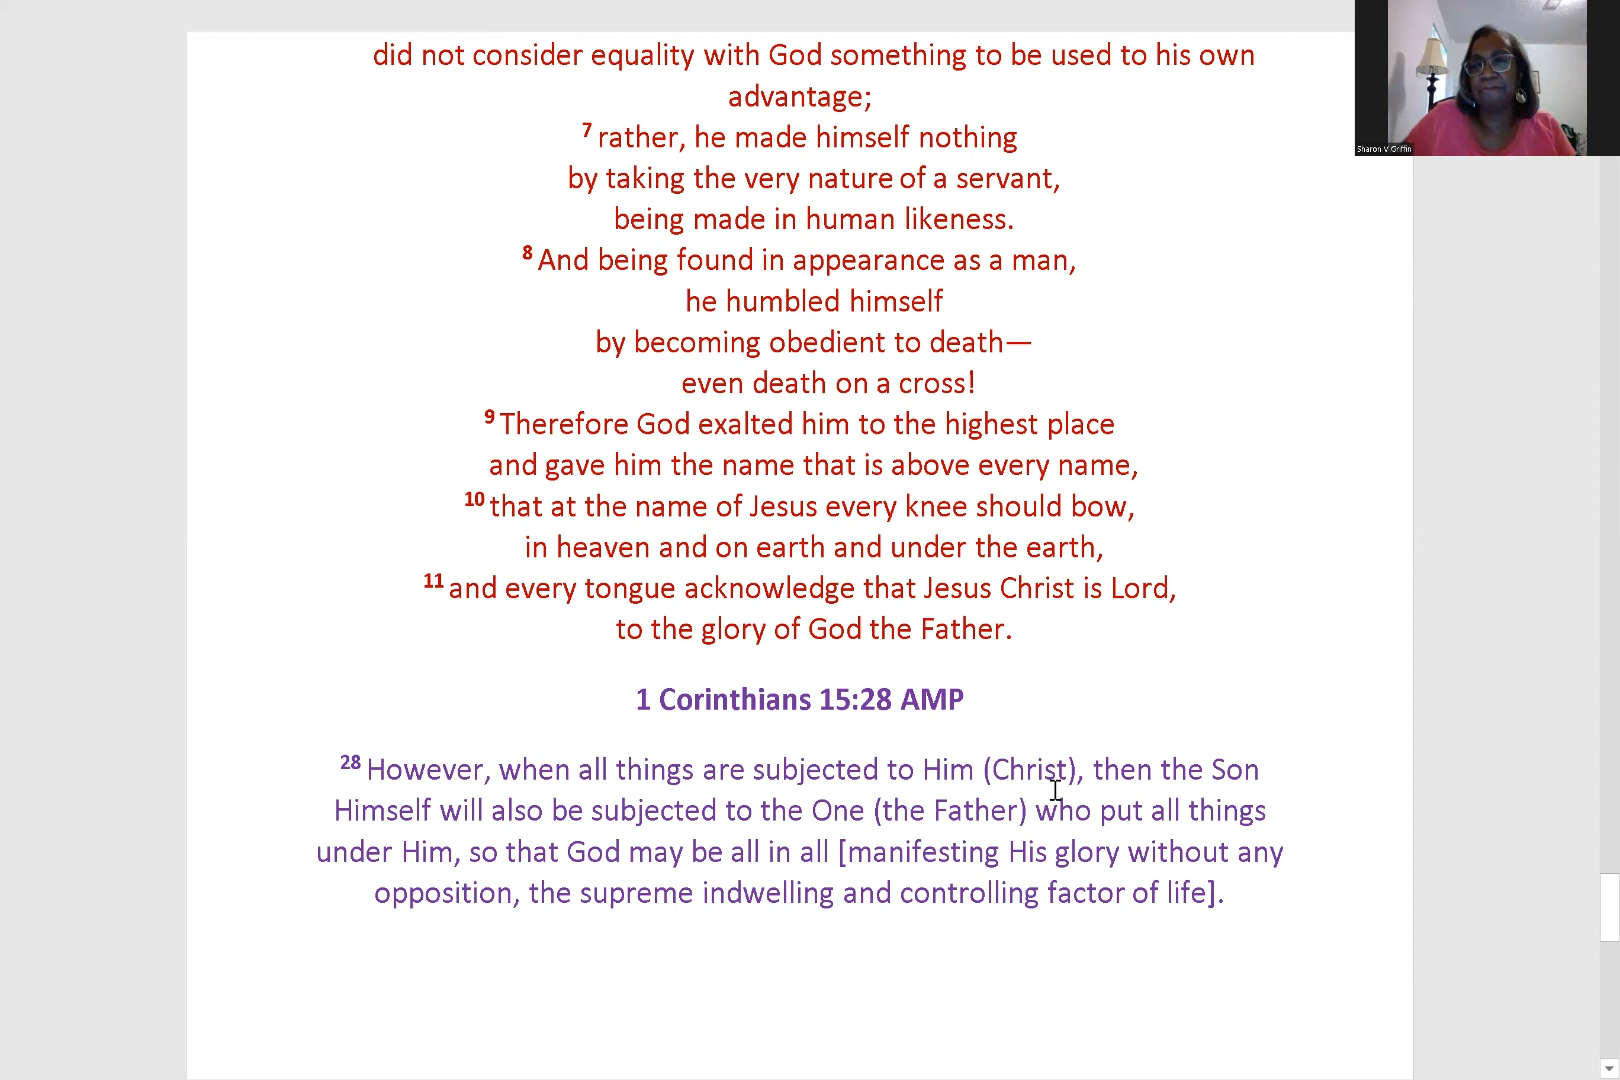 did not consider equality with God something to be used to his own
advantage;
7 rather, he made himself nothing
by taking the very nature of a servant,
being made in human likeness.
8 And being found in appearance as a man,
he humbled himself
by becoming obedient to death—
even death on a cross!
9 Therefore God exalted him to the highest place
and gave him the name that is above every name,
10 that at the name of Jesus every knee should bow,
in heaven and on earth and under the earth,
11 and every tongue acknowledge that Jesus Christ is Lord,
to the glory of God the Father.
1 Corinthians 15:28 AMP
28 However, when all things are subjected to Him (Christ), then the Son
Himself will also be subjected to the One (the Father) who put all things
under Him, so that God may be all in all [manifesting His glory without any
opposition, the supreme indwelling and controlling factor of life].
Sharon V Griffin